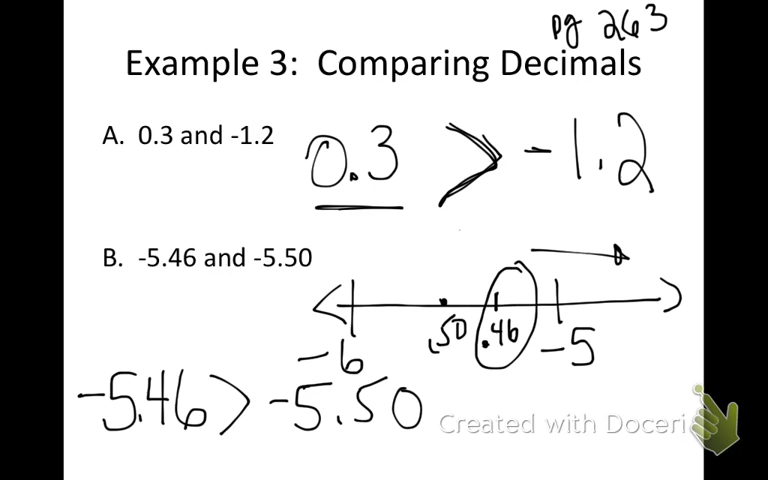 pg 263
Example 3: Comparing Decimals
A. 0.3 and -1.2
0.3 > -1.2
B. -5.46 and -5.50
.50 .46
-6 -5
-5.46 > -5.50
Created with Doceri